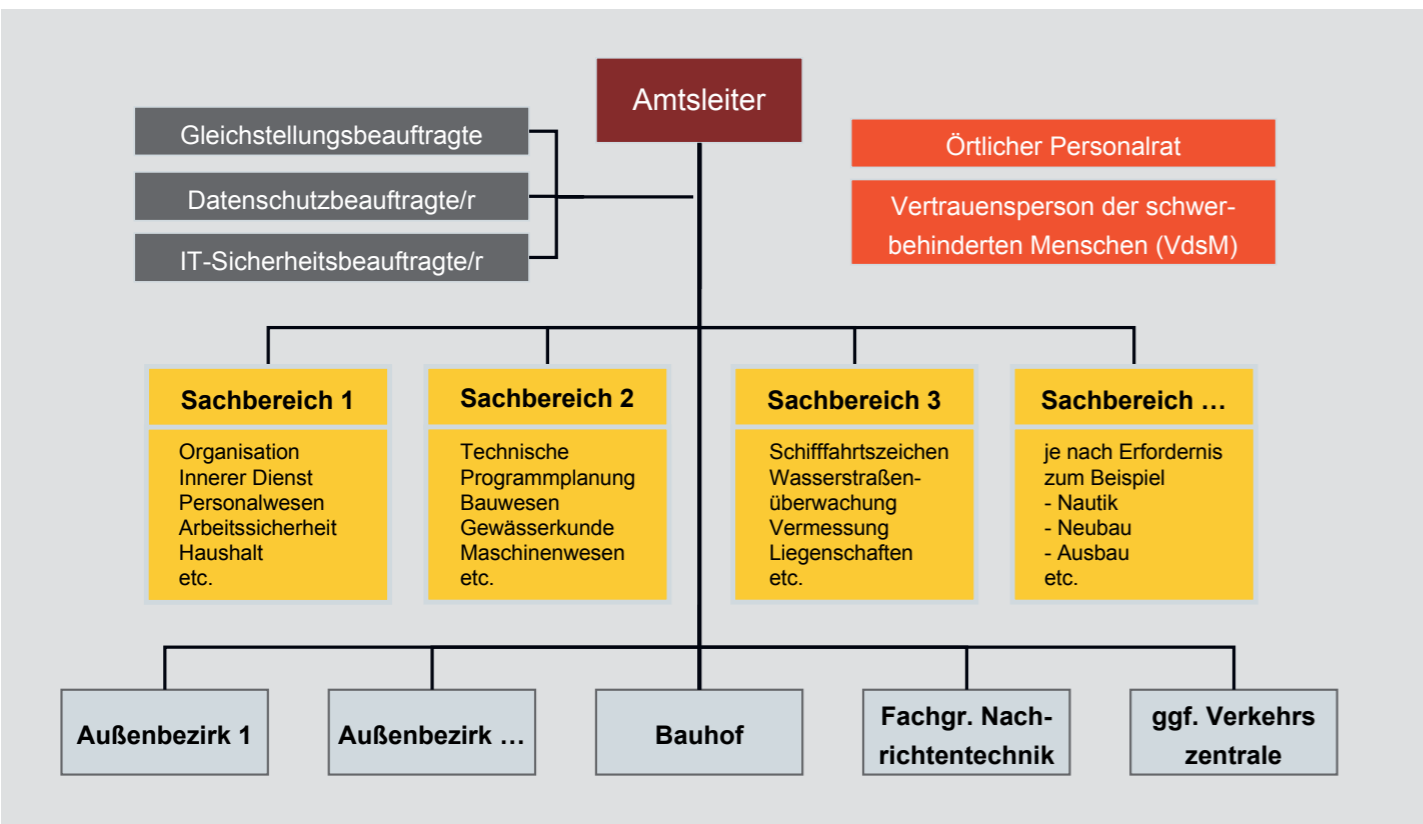 Amtsleiter
Gleichstellungsbeauftragte
Datenschutzbeauftragte/r
IT-Sicherheitsbeauftragte/r
Örtlicher Personalrat
Vertrauensperson der schwer-
behinderten Menschen (VdsM)
Sachbereich 1
Organisation
Innerer Dienst
Personalwesen
Arbeitssicherheit
Haushalt
etc.
Sachbereich 2
Technische
Programmplanung
Bauwesen
Gewässerkunde
Maschinenwesen
etc.
Sachbereich 3
Schifffahrtszeichen
Wasserstraßen-
überwachung
Vermessung
Liegenschaften
etc.
Sachbereich …
je nach Erfordernis
zum Beispiel
- Nautik
- Neubau
- Ausbau
etc.
Außenbezirk 1
Außenbezirk …
Bauhof
Fachgr. Nach-
richtentechnik
ggf. Verkehrs
zentrale